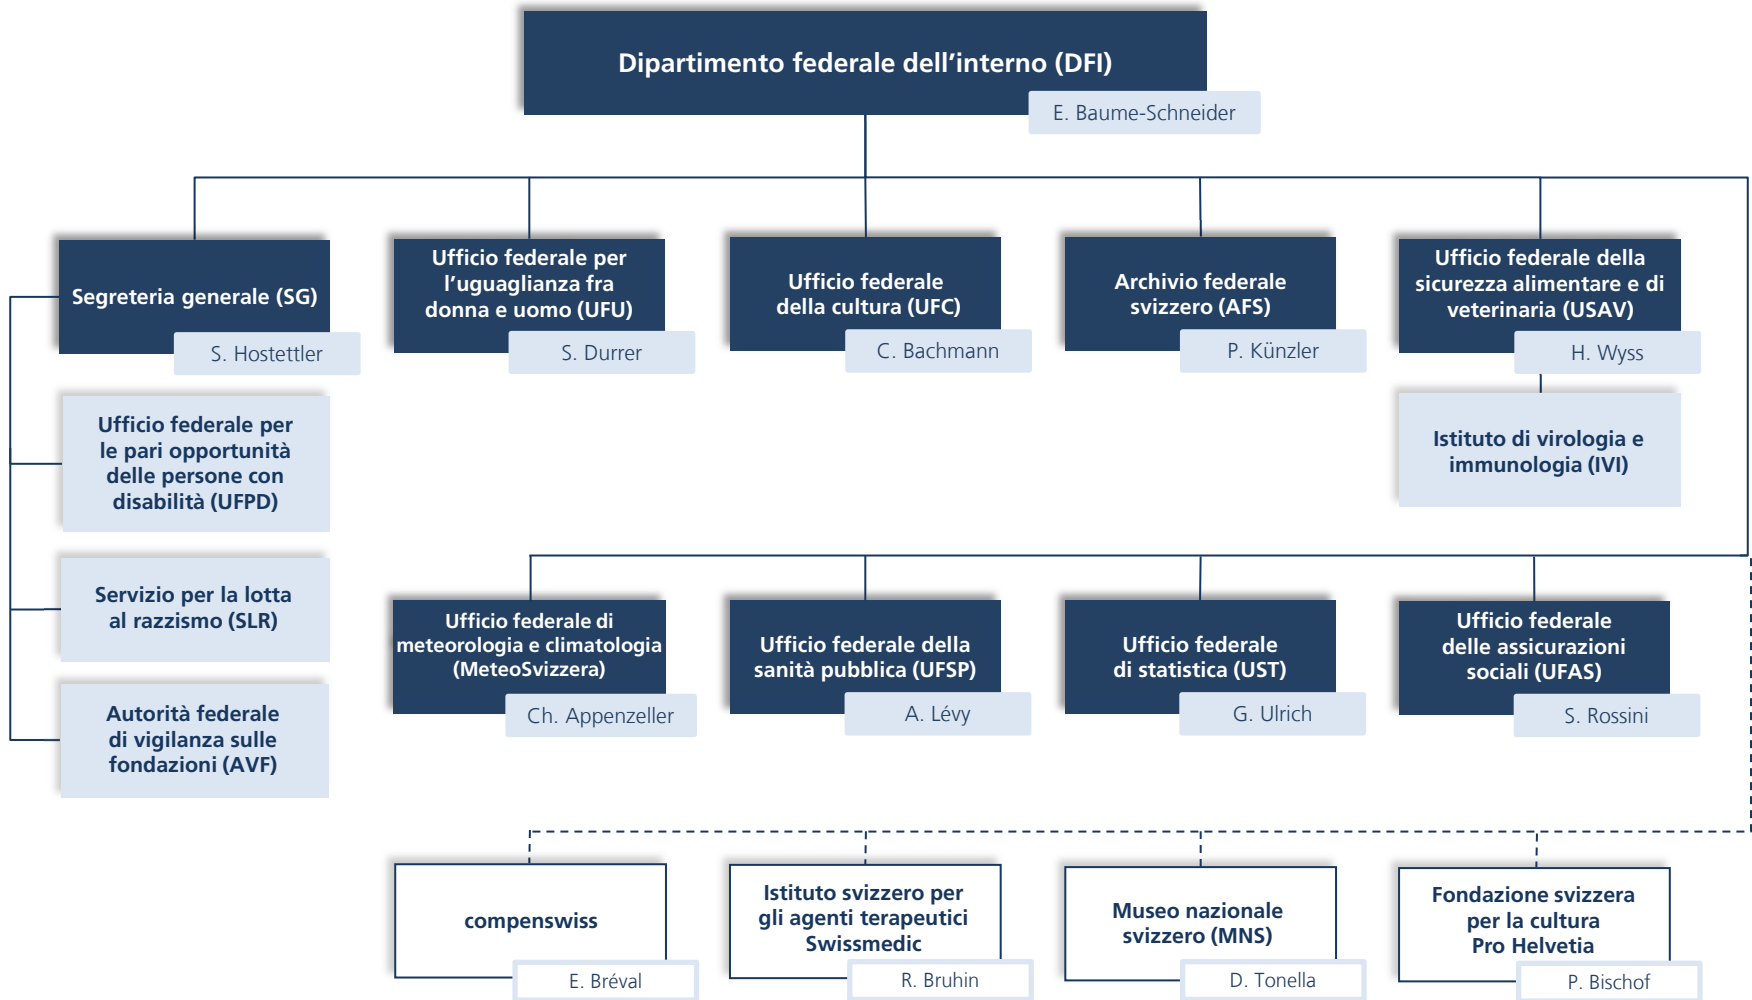 Dipartimento federale dell’interno (DFI)
E. Baume-Schneider
Segreteria generale (SG)
S. Hostettler
Ufficio federale per
l’uguaglianza fra
donna e uomo (UFU)
S. Durrer
Ufficio federale
della cultura (UFC)
C. Bachmann
Archivio federale
svizzero (AFS)
P. Künzler
Ufficio federale della
sicurezza alimentare e di
veterinaria (USAV)
H. Wyss
Ufficio federale per
le pari opportunità
delle persone con
disabilità (UFPD)
Istituto di virologia e
immunologia (IVI)
Servizio per la lotta
al razzismo (SLR)
Autorità federale
di vigilanza sulle
fondazioni (AVF)
Ufficio federale di
meteorologia e climatologia
(MeteoSvizzera)
Ch. Appenzeller
Ufficio federale della
sanità pubblica (UFSP)
A. Lévy
Ufficio federale
di statistica (UST)
G. Ulrich
Ufficio federale
delle assicurazioni
sociali (UFAS)
S. Rossini
compenswiss
E. Bréval
Istituto svizzero per
gli agenti terapeutici
Swissmedic
R. Bruhin
Museo nazionale
svizzero (MNS)
D. Tonella
Fondazione svizzera
per la cultura
Pro Helvetia
P. Bischof